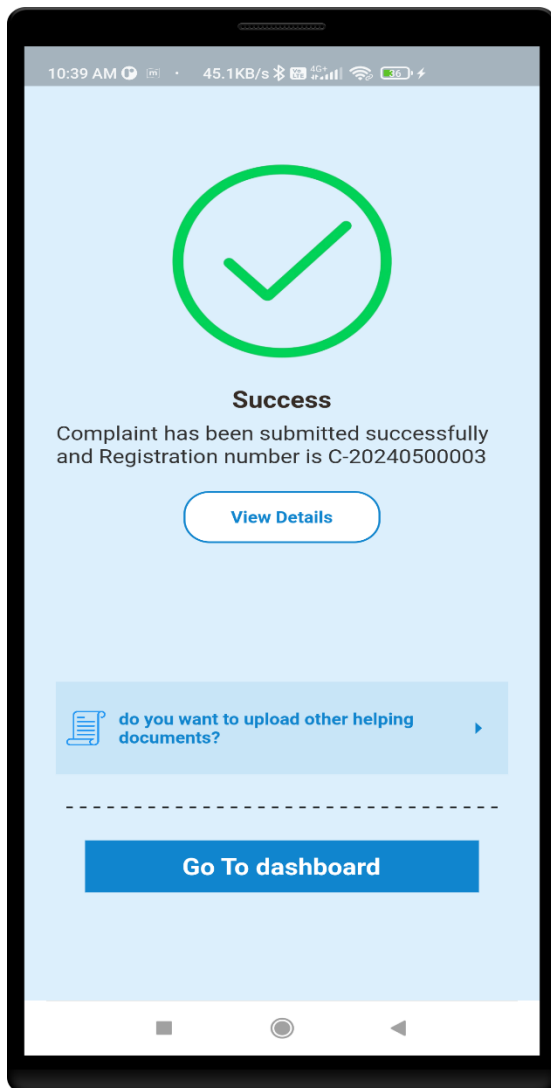 10:39 AM
45.1KB/s
4G+
36
Success
Complaint has been submitted successfully
and Registration number is C-20240500003
View Details
do you want to upload other helping
documents?
Go To dashboard